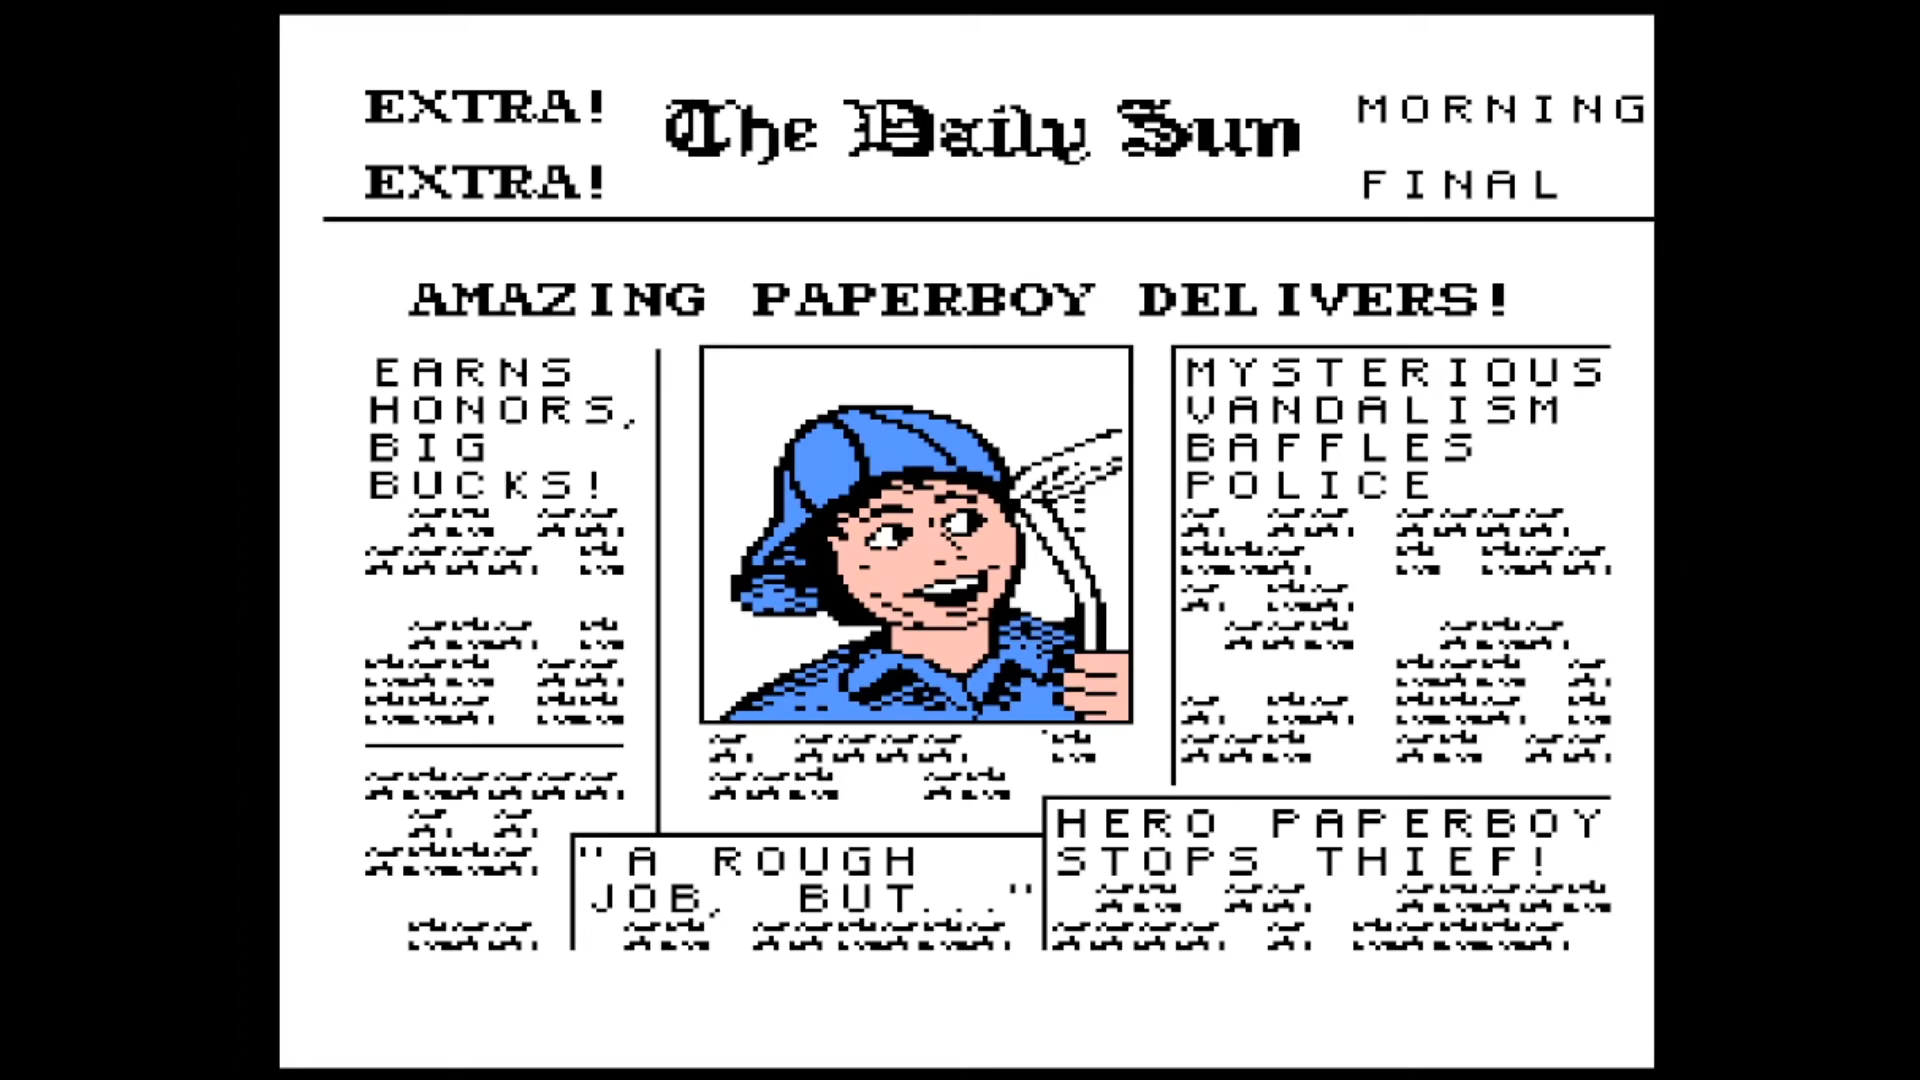 EXTRA!
EXTRA!
The Daily Sun
MORNING
FINAL
AMAZING PAPERBOY DELIVERS!
EARNS
HONORS,
BIG
BUCKS!
MYSTERIOUS
VANDALISM
BAFFLES
POLICE
"A ROUGH
JOB, BUT..."
HERO PAPERBOY
STOPS THIEF!